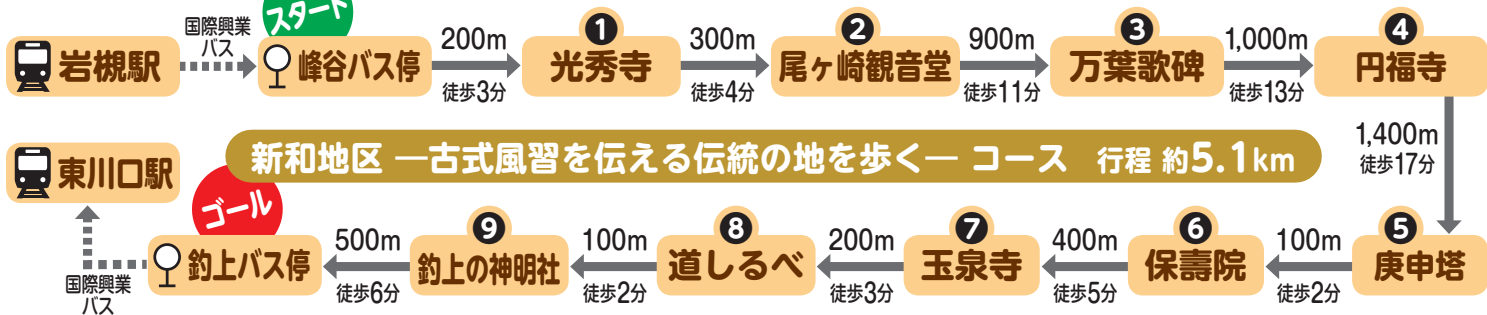 スタート
岩槻駅
国際興業
バス
峰谷バス停
200m
徒歩3分
❶
光秀寺
300m
徒歩4分
❷
尾ヶ崎観音堂
900m
徒歩11分
❸
万葉歌碑
1,000m
徒歩13分
❹
円福寺
1,400m
徒歩17分
新和地区 ―古式風習を伝える伝統の地を歩く― コース 行程 約5.1km
❺
庚申塔
100m
徒歩2分
❻
保壽院
400m
徒歩5分
❼
玉泉寺
200m
徒歩3分
❽
道しるべ
100m
徒歩2分
❾
釣上の神明社
500m
徒歩6分
ゴール
釣上バス停
国際興業
バス
東川口駅